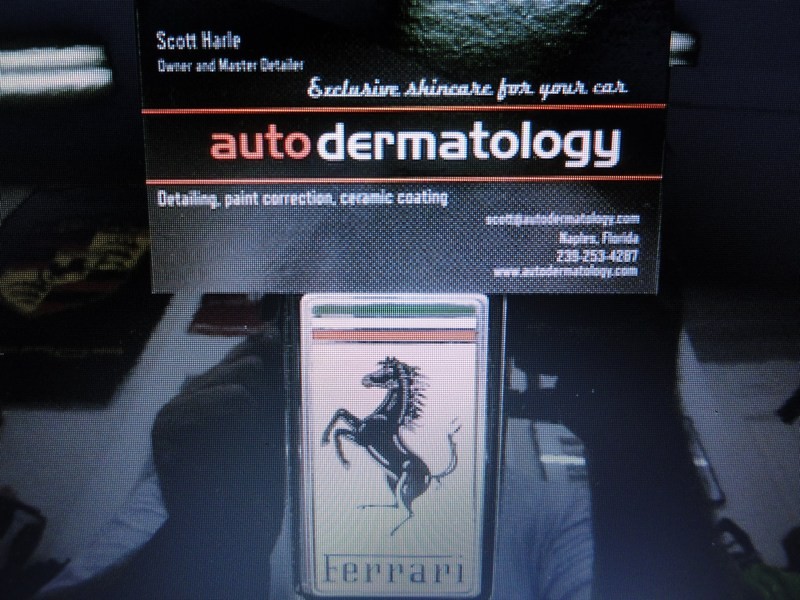 Scott Harle
Owner and Master Detailer
Exclusive skincare for your car
autodermatology
Detailing, paint correction, ceramic coating
scott@autodermatology.com
Naples, Florida
239-253-4287
www.autodermatology.com
Ferrari